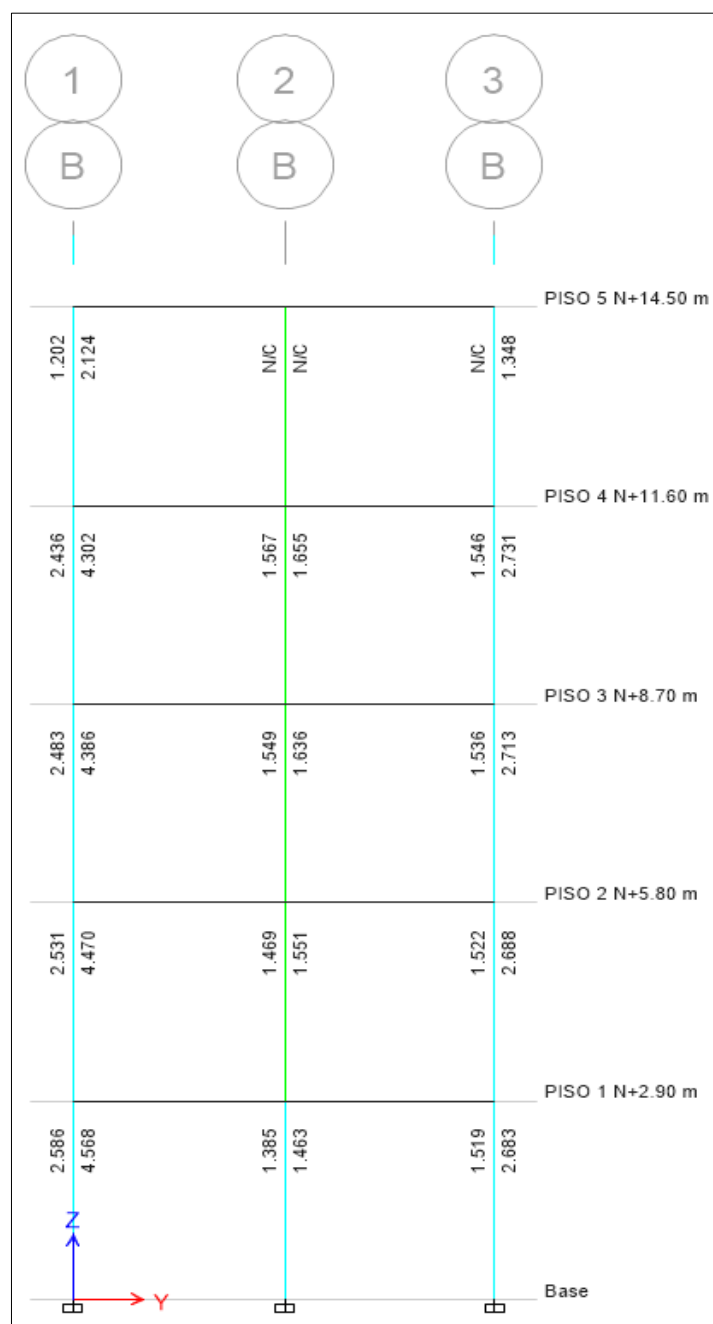 1 2 3
B B B
PISO 5 N+14.50 m
1.202 2.124 N/C N/C N/C 1.348
PISO 4 N+11.60 m
2.436 4.302 1.567 1.655 1.546 2.731
PISO 3 N+8.70 m
2.483 4.386 1.549 1.636 1.536 2.713
PISO 2 N+5.80 m
2.531 4.470 1.469 1.551 1.522 2.688
PISO 1 N+2.90 m
2.586 4.568 1.385 1.463 1.519 2.683
Z
Base
Y